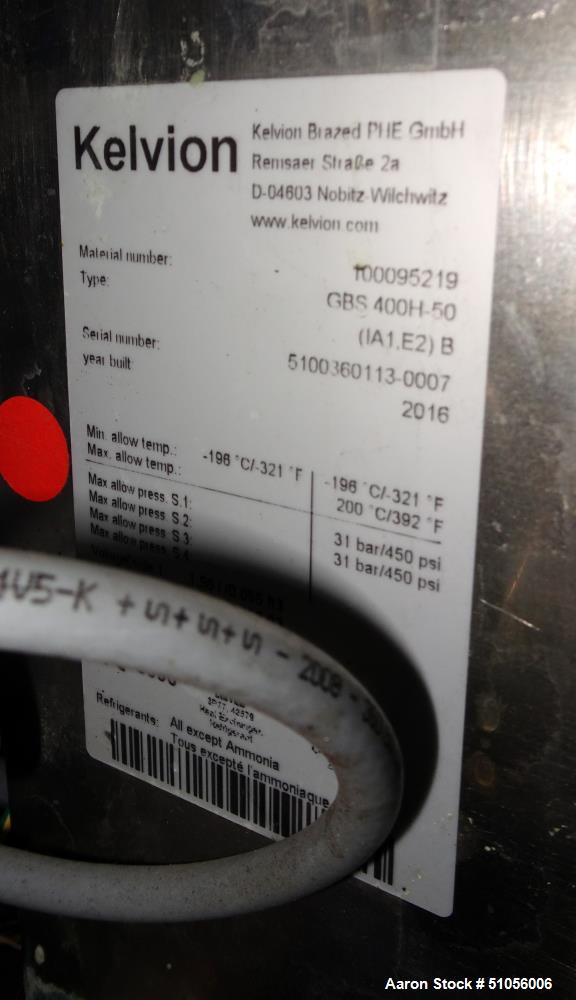 Kelvion
Kelvion Brazed PHE GmbH
Remsaer Straße 2a
D-04603 Nobitz-Wilchwitz
www.kelvion.com
Material number: 100095219
Type: GBS 400H-50
(IA1.E2) B
Serial number: 5100360113-0007
year built: 2016
Min. allow temp.: -196 °C/-321 °F -196 °C/-321 °F
Max. allow temp.: 200 °C/392 °F
Max allow press. S.1: 31 bar/450 psi
Max allow press. S.2: 31 bar/450 psi
Max allow press. S.3:
Max allow press. S.4:
4V5-K + S + S + S - 2008 -
Refrigerants: All except Ammonia
Tous excepté l'ammoniaque
Aaron Stock # 51056006